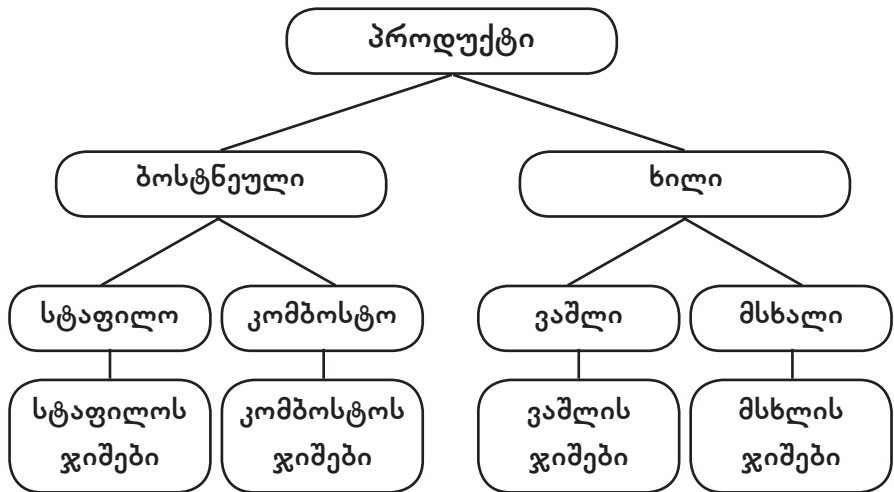 პროდუქტი
ბოსტნეული
ხილი
სტაფილო
კომბოსტო
ვაშლი
მსხალი
სტაფილოს
ჯიშები
კომბოსტოს
ჯიშები
ვაშლის
ჯიშები
მსხლის
ჯიშები